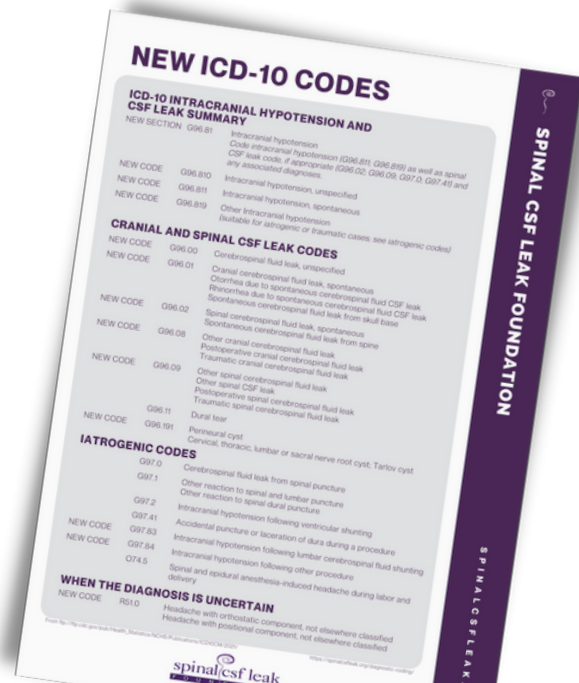 NEW ICD-10 CODES
ICD-10 INTRACRANIAL HYPOTENSION AND
CSF LEAK SUMMARY
NEW SECTION G96.81 Intracranial hypotension
Code intracranial hypotension (G96.811, G96.819) as well as spinal
CSF leak code, if appropriate (G96.02; G96.09, G97.0; G97.41) and
any associated diagnoses.
NEW CODE G96.810 Intracranial hypotension, unspecified
NEW CODE G96.811 Intracranial hypotension, spontaneous
NEW CODE G96.819 Other Intracranial hypotension
(suitable for iatrogenic or traumatic cases; see iatrogenic codes)
CRANIAL AND SPINAL CSF LEAK CODES
NEW CODE G96.00 Cerebrospinal fluid leak, unspecified
NEW CODE G96.01 Cranial cerebrospinal fluid leak, spontaneous
Otorrhea due to spontaneous cerebrospinal fluid CSF leak
Rhinorrhea due to spontaneous cerebrospinal fluid CSF leak
Spontaneous cerebrospinal fluid leak from skull base
NEW CODE G96.02 Spinal cerebrospinal fluid leak, spontaneous
Spontaneous cerebrospinal fluid leak from spine
NEW CODE G96.08 Other cranial cerebrospinal fluid leak
Postoperative cranial cerebrospinal fluid leak
Traumatic cranial cerebrospinal fluid leak
NEW CODE G96.09 Other spinal cerebrospinal fluid leak
Other spinal CSF leak
Postoperative spinal cerebrospinal fluid leak
Traumatic spinal cerebrospinal fluid leak
G96.11 Dural tear
NEW CODE G96.191 Perineural cyst
Cervical, thoracic, lumbar or sacral nerve root cyst; Tarlov cyst
IATROGENIC CODES
G97.0 Cerebrospinal fluid leak from spinal puncture
G97.1 Other reaction to spinal and lumbar puncture
Other reaction to spinal dural puncture
G97.2 Intracranial hypotension following ventricular shunting
G97.41 Accidental puncture or laceration of dura during a procedure
NEW CODE G97.83 Intracranial hypotension following lumbar cerebrospinal fluid shunting
NEW CODE G97.84 Intracranial hypotension following other procedure
O74.5 Spinal and epidural anesthesia-induced headache during labor and
delivery
WHEN THE DIAGNOSIS IS UNCERTAIN
NEW CODE R51.0 Headache with orthostatic component, not elsewhere classified
Headache with positional component, not elsewhere classified
spinal csf leak
SPINAL CSF LEAK FOUNDATION
SPINALCSFLEAK